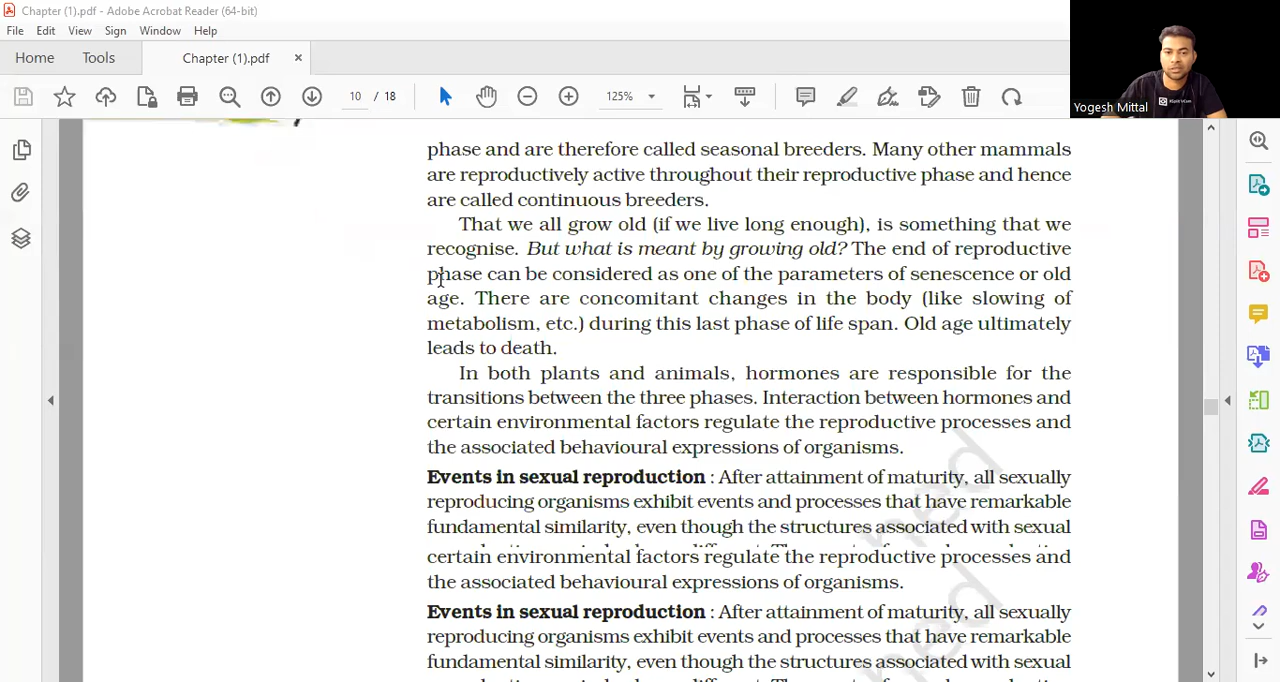 Chapter (1).pdf - Adobe Acrobat Reader (64-bit)
File Edit View Sign Window Help
Home Tools Chapter (1).pdf ×
10 / 18 125%
Yogesh Mittal
phase and are therefore called seasonal breeders. Many other mammals
are reproductively active throughout their reproductive phase and hence
are called continuous breeders.
That we all grow old (if we live long enough), is something that we
recognise. But what is meant by growing old? The end of reproductive
phase can be considered as one of the parameters of senescence or old
age. There are concomitant changes in the body (like slowing of
metabolism, etc.) during this last phase of life span. Old age ultimately
leads to death.
In both plants and animals, hormones are responsible for the
transitions between the three phases. Interaction between hormones and
certain environmental factors regulate the reproductive processes and
the associated behavioural expressions of organisms.
Events in sexual reproduction : After attainment of maturity, all sexually
reproducing organisms exhibit events and processes that have remarkable
fundamental similarity, even though the structures associated with sexual
certain environmental factors regulate the reproductive processes and
the associated behavioural expressions of organisms.
Events in sexual reproduction : After attainment of maturity, all sexually
reproducing organisms exhibit events and processes that have remarkable
fundamental similarity, even though the structures associated with sexual